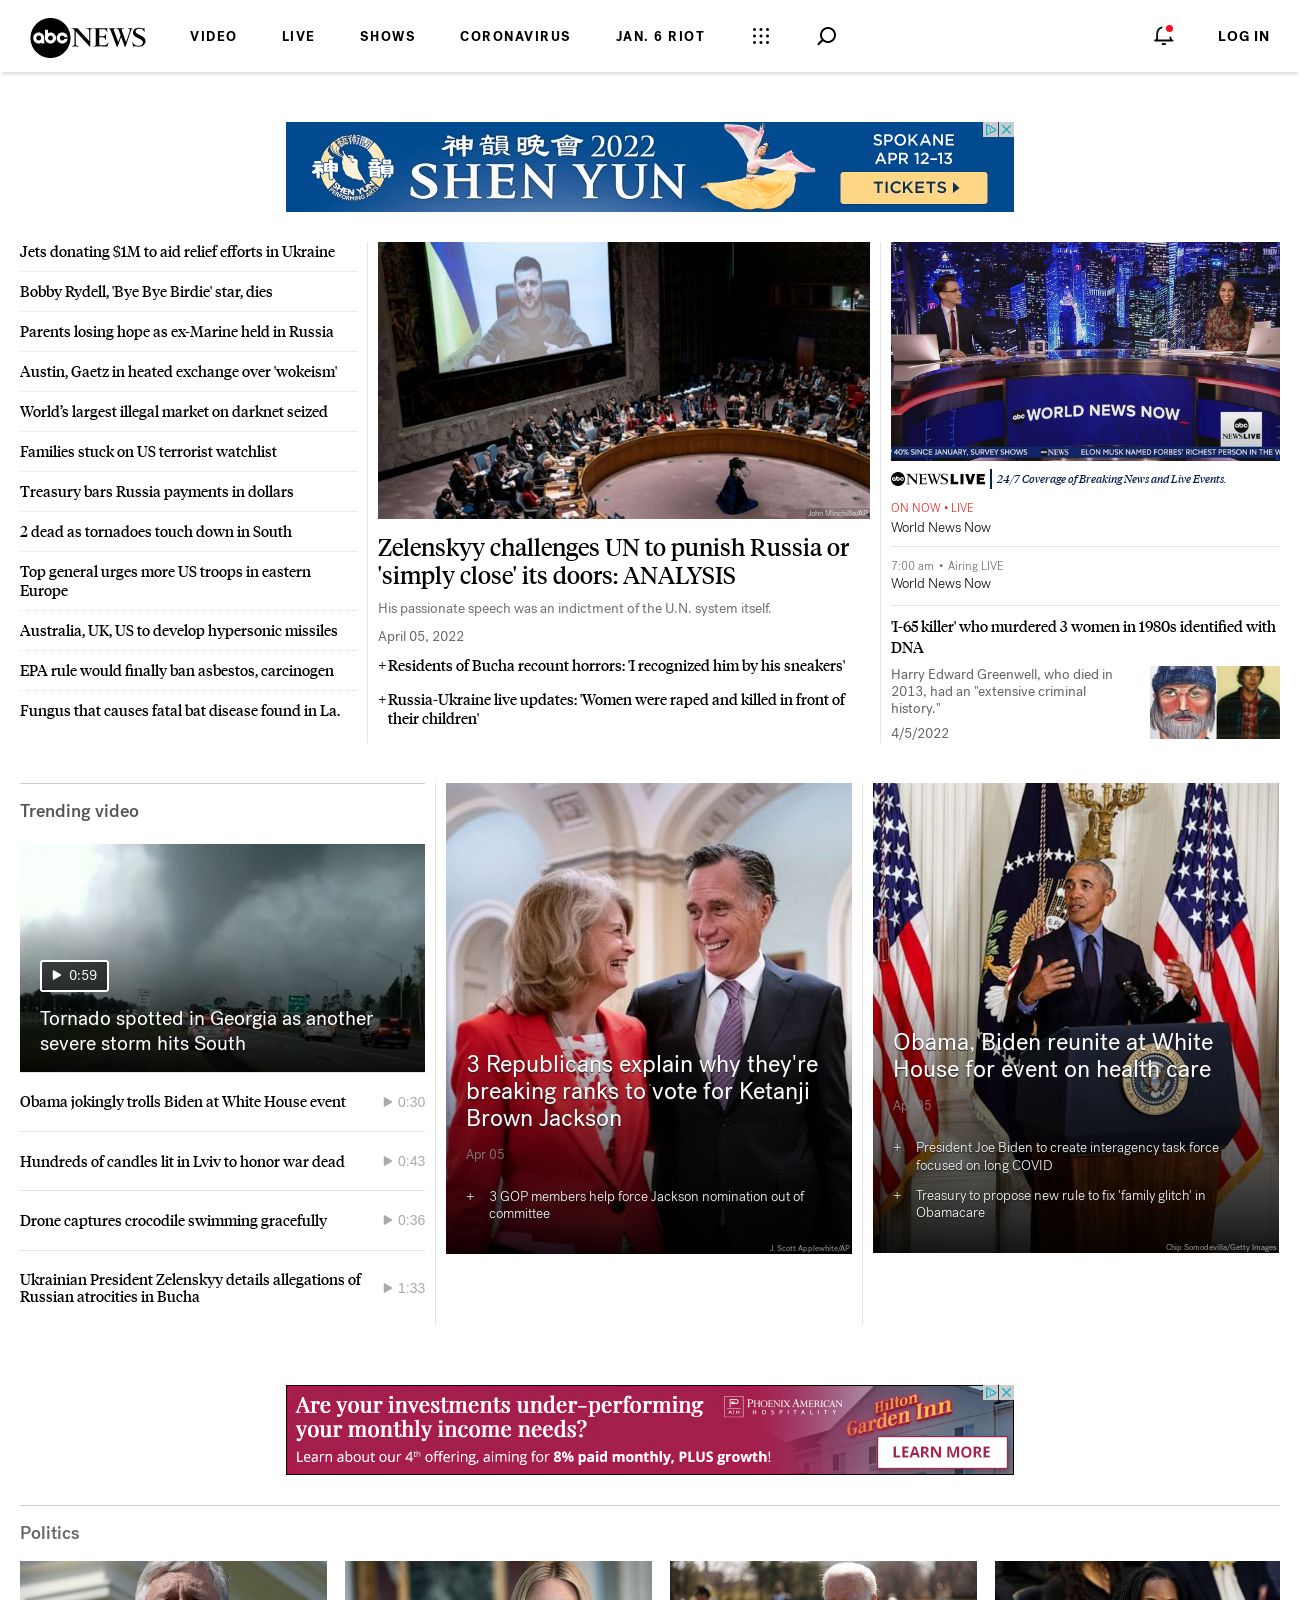 abc NEWS VIDEO LIVE SHOWS CORONAVIRUS JAN. 6 RIOT LOG IN
神韻晚會 2022
SHEN YUN
神韻
SHEN YUN
PERFORMING ARTS
SPOKANE
APR 12–13
TICKETS
Jets donating $1M to aid relief efforts in Ukraine
Bobby Rydell, 'Bye Bye Birdie' star, dies
Parents losing hope as ex-Marine held in Russia
Austin, Gaetz in heated exchange over 'wokeism'
World's largest illegal market on darknet seized
Families stuck on US terrorist watchlist
Treasury bars Russia payments in dollars
2 dead as tornadoes touch down in South
Top general urges more US troops in eastern
Europe
Australia, UK, US to develop hypersonic missiles
EPA rule would finally ban asbestos, carcinogen
Fungus that causes fatal bat disease found in La.
John Minchillo/AP
Zelenskyy challenges UN to punish Russia or
'simply close' its doors: ANALYSIS
His passionate speech was an indictment of the U.N. system itself.
April 05, 2022
+ Residents of Bucha recount horrors: 'I recognized him by his sneakers'
+ Russia-Ukraine live updates: 'Women were raped and killed in front of
their children'
abc WORLD NEWS NOW
abc
NEWS LIVE
40% SINCE JANUARY, SURVEY SHOWS abc NEWS ELON MUSK NAMED FORBES' RICHEST PERSON IN THE W
abc NEWS LIVE 24/7 Coverage of Breaking News and Live Events.
ON NOW • LIVE
World News Now
7:00 am • Airing LIVE
World News Now
'I-65 killer' who murdered 3 women in 1980s identified with
DNA
Harry Edward Greenwell, who died in
2013, had an "extensive criminal
history."
4/5/2022
Trending video
0:59
Tornado spotted in Georgia as another
severe storm hits South
Obama jokingly trolls Biden at White House event 0:30
Hundreds of candles lit in Lviv to honor war dead 0:43
Drone captures crocodile swimming gracefully 0:36
Ukrainian President Zelenskyy details allegations of
Russian atrocities in Bucha 1:33
3 Republicans explain why they're
breaking ranks to vote for Ketanji
Brown Jackson
Apr 05
+ 3 GOP members help force Jackson nomination out of
committee
J. Scott Applewhite/AP
Obama, Biden reunite at White
House for event on health care
Apr 05
+ President Joe Biden to create interagency task force
focused on long COVID
+ Treasury to propose new rule to fix 'family glitch' in
Obamacare
Chip Somodevilla/Getty Images
Are your investments under-performing
your monthly income needs?
Learn about our 4th offering, aiming for 8% paid monthly, PLUS growth!
PAH PHOENIX AMERICAN
HOSPITALITY
Hilton
Garden Inn
LEARN MORE
Politics